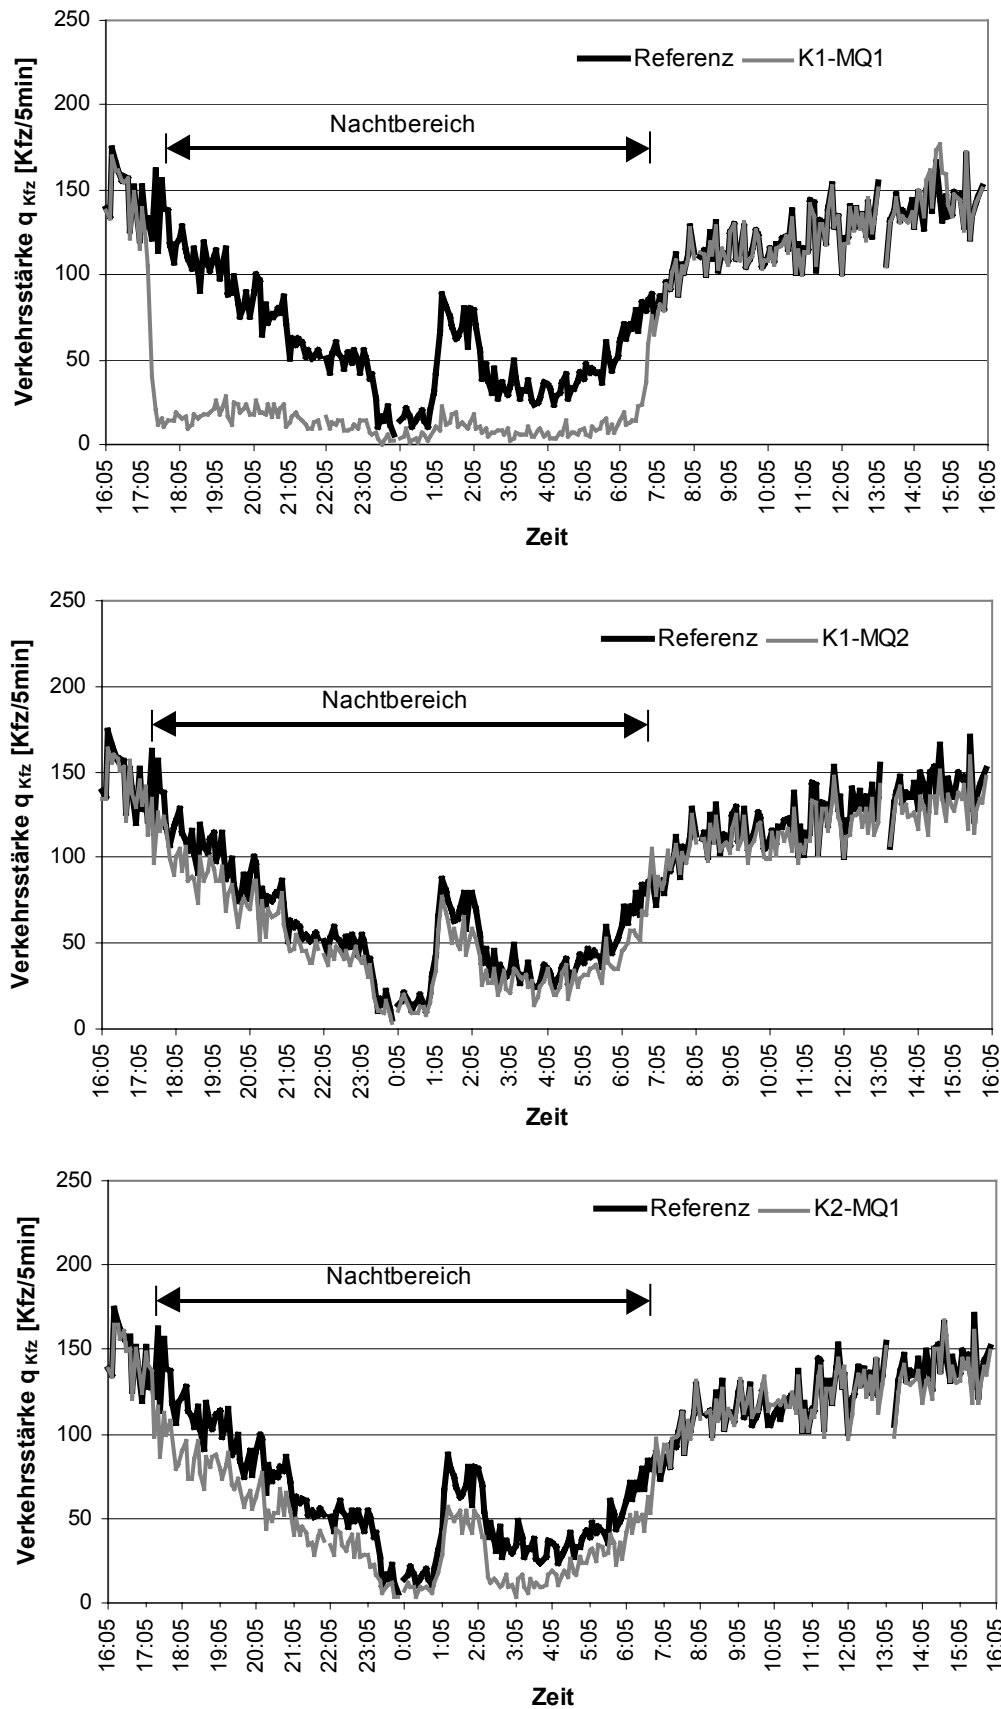 250
200
150
100
50
0
Verkehrsstärke q Kfz [Kfz/5min]
Referenz K1-MQ1
Nachtbereich
16:05 17:05 18:05 19:05 20:05 21:05 22:05 23:05 0:05 1:05 2:05 3:05 4:05 5:05 6:05 7:05 8:05 9:05 10:05 11:05 12:05 13:05 14:05 15:05 16:05
Zeit
250
200
150
100
50
0
Verkehrsstärke q Kfz [Kfz/5min]
Referenz K1-MQ2
Nachtbereich
16:05 17:05 18:05 19:05 20:05 21:05 22:05 23:05 0:05 1:05 2:05 3:05 4:05 5:05 6:05 7:05 8:05 9:05 10:05 11:05 12:05 13:05 14:05 15:05 16:05
Zeit
250
200
150
100
50
0
Verkehrsstärke q Kfz [Kfz/5min]
Referenz K2-MQ1
Nachtbereich
16:05 17:05 18:05 19:05 20:05 21:05 22:05 23:05 0:05 1:05 2:05 3:05 4:05 5:05 6:05 7:05 8:05 9:05 10:05 11:05 12:05 13:05 14:05 15:05 16:05
Zeit